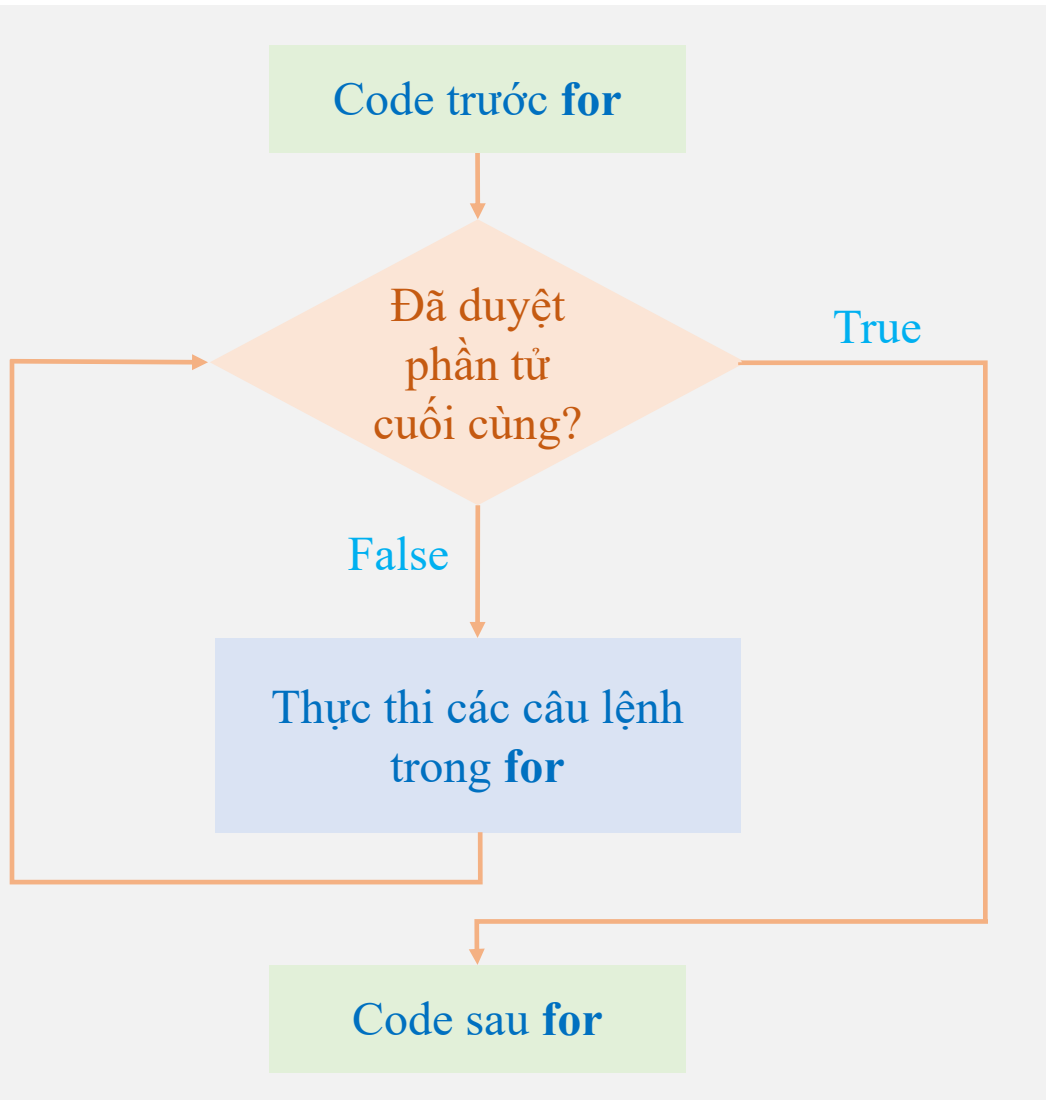 Code trước for
Đã duyệt
phần tử
cuối cùng?
True
False
Thực thi các câu lệnh
trong for
Code sau for